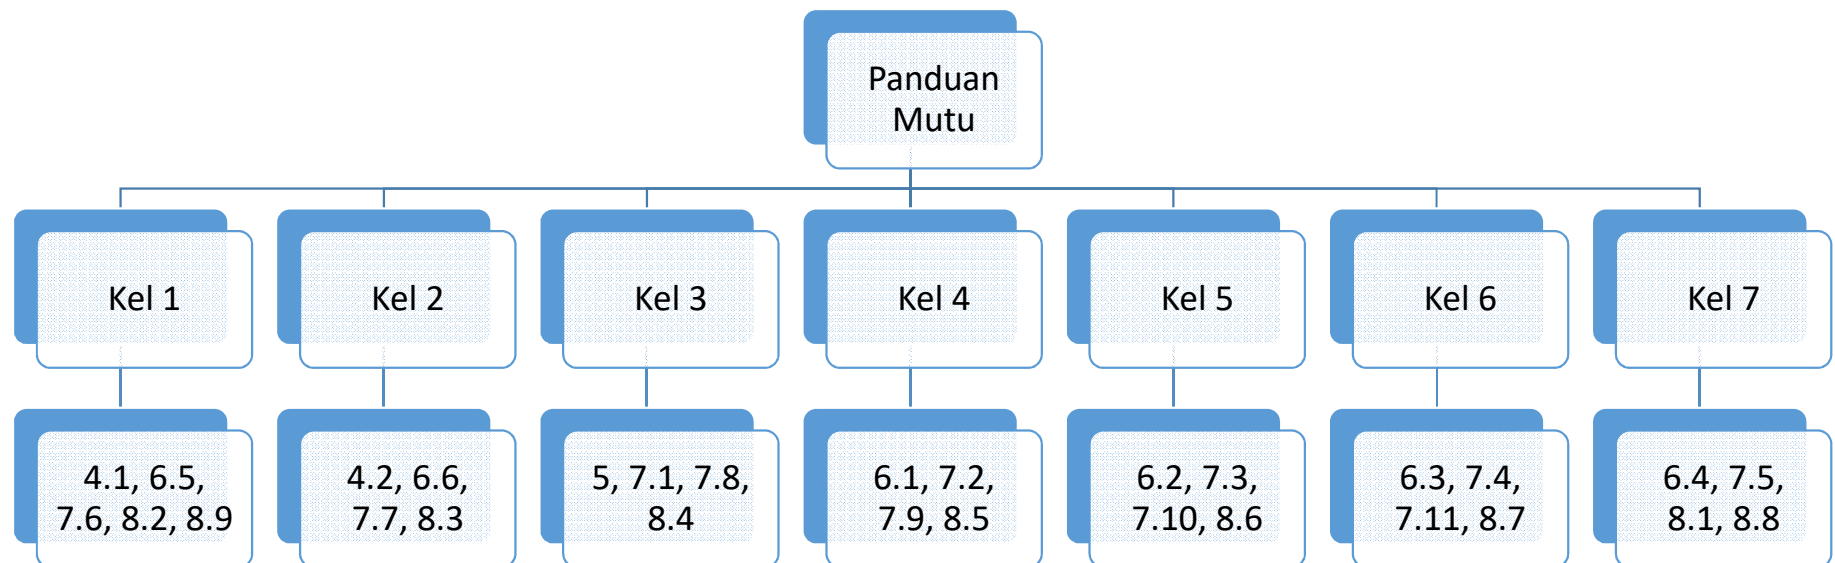 Panduan
Mutu
Kel 1
Kel 2
Kel 3
Kel 4
Kel 5
Kel 6
Kel 7
4.1, 6.5,
7.6, 8.2, 8.9
4.2, 6.6,
7.7, 8.3
5, 7.1, 7.8,
8.4
6.1, 7.2,
7.9, 8.5
6.2, 7.3,
7.10, 8.6
6.3, 7.4,
7.11, 8.7
6.4, 7.5,
8.1, 8.8